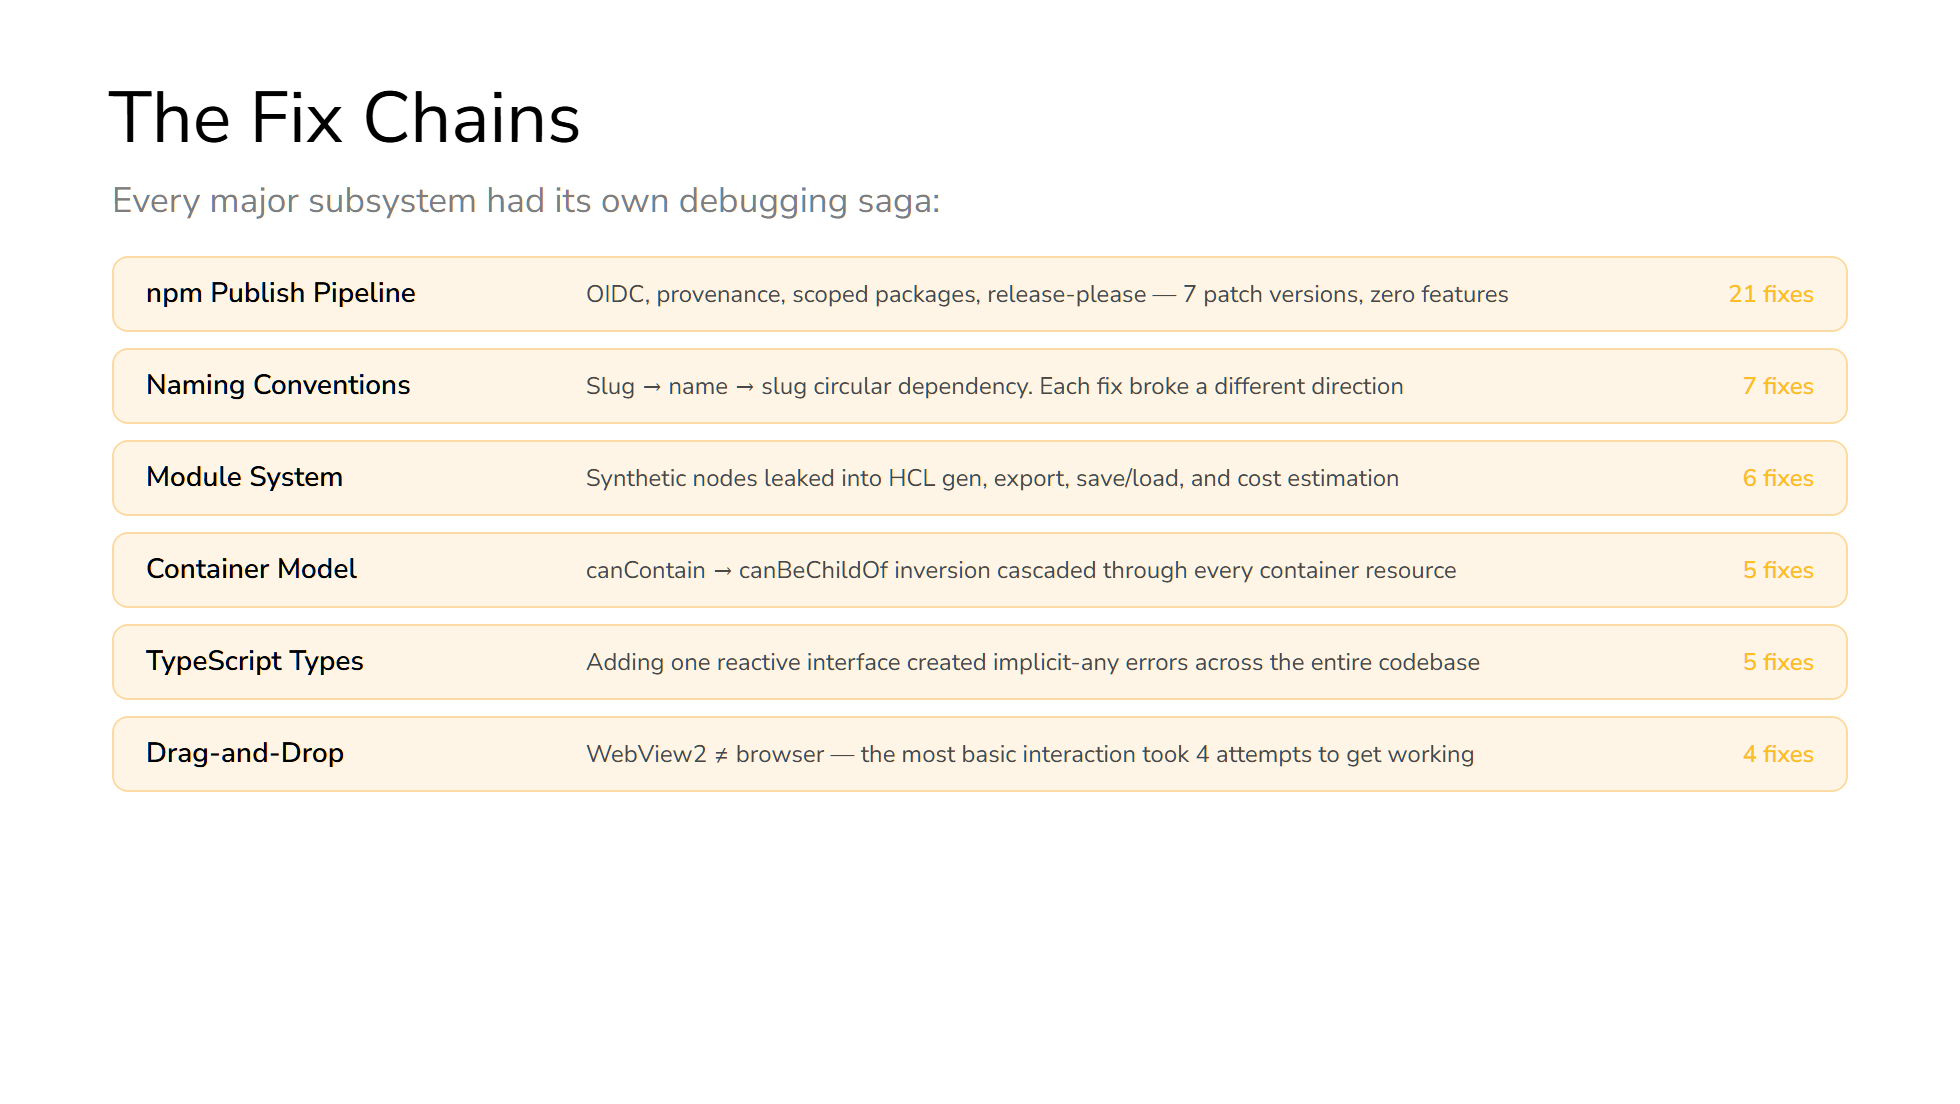 The Fix Chains
Every major subsystem had its own debugging saga:
npm Publish Pipeline OIDC, provenance, scoped packages, release-please — 7 patch versions, zero features 21 fixes
Naming Conventions Slug → name → slug circular dependency. Each fix broke a different direction 7 fixes
Module System Synthetic nodes leaked into HCL gen, export, save/load, and cost estimation 6 fixes
Container Model canContain → canBeChildOf inversion cascaded through every container resource 5 fixes
TypeScript Types Adding one reactive interface created implicit-any errors across the entire codebase 5 fixes
Drag-and-Drop WebView2 ≠ browser — the most basic interaction took 4 attempts to get working 4 fixes